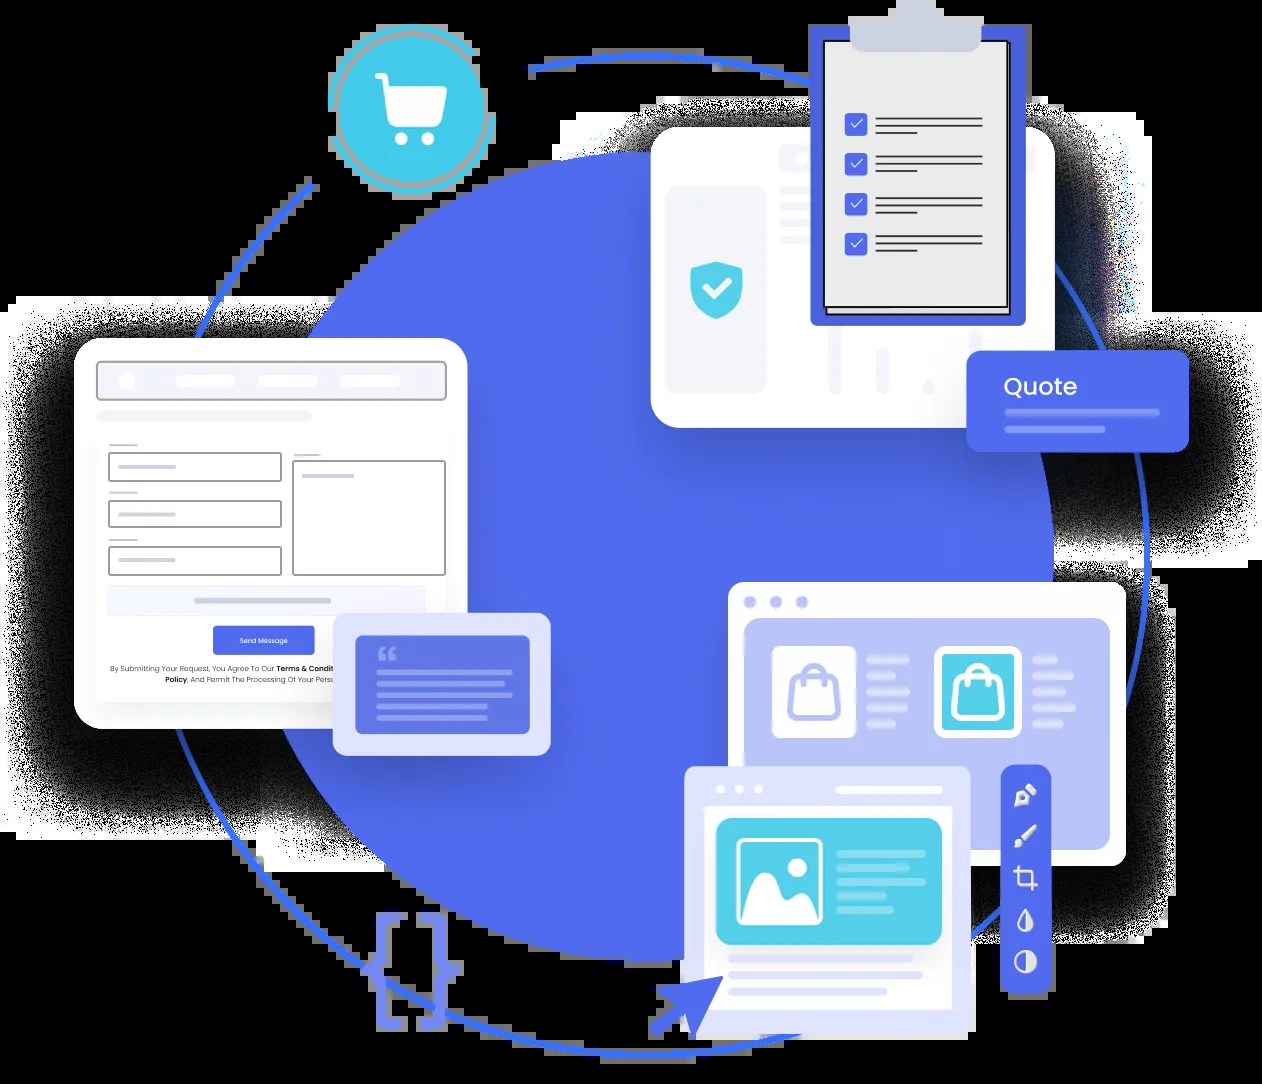 Quote
Send Message
By Submitting Your Request, You Agree To Our Terms & Condit
Policy, And Permit The Processing Of Your Perso